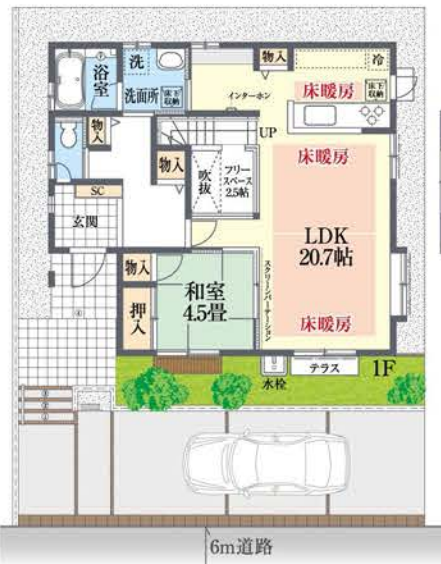 浴室
洗
洗面所
床下
収納
物入
冷
床暖房
床下
収納
インターホン
物入
UP
床暖房
物入
吹抜
フリー
スペース
2.5帖
SC
玄関
LDK
20.7帖
物入
和室
4.5畳
押入
スクリーンパーテーション
床暖房
水栓
テラス
1F
6m道路